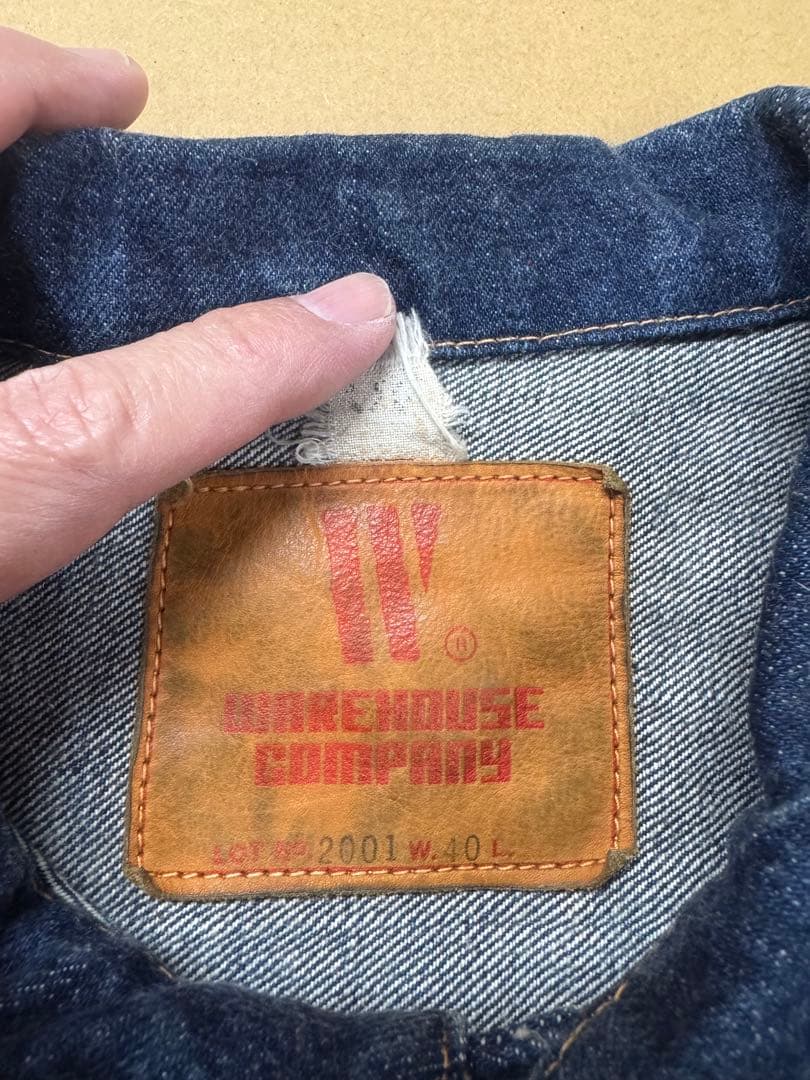 W ®
WAREHOUSE
COMPANY
LOT No 2001 W. 40 L.